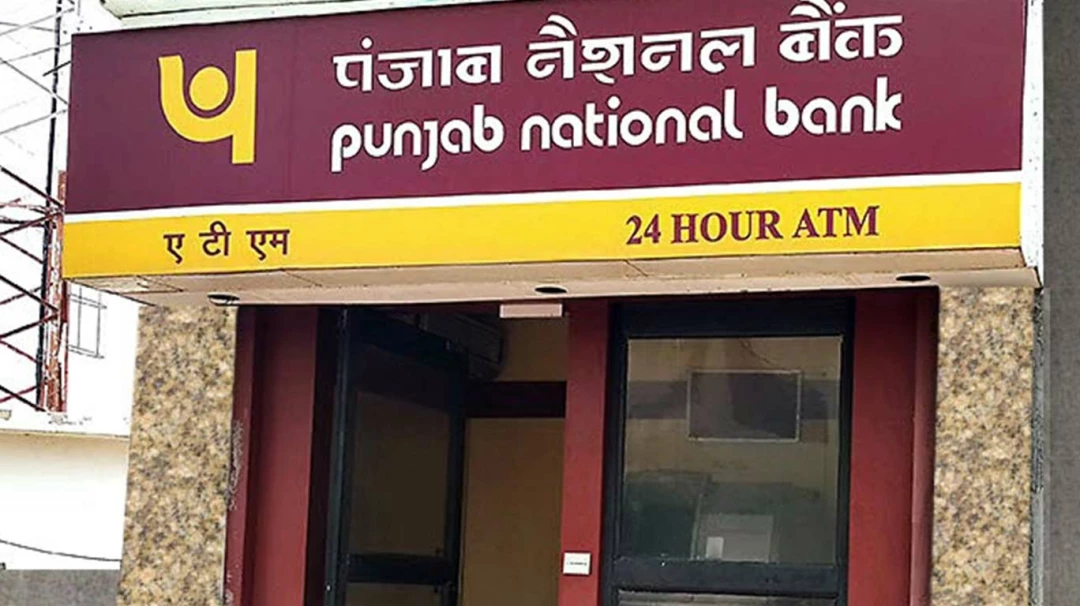 पंजाब नैशनल बैंक
punjab national bank
ए टी एम
24 HOUR ATM